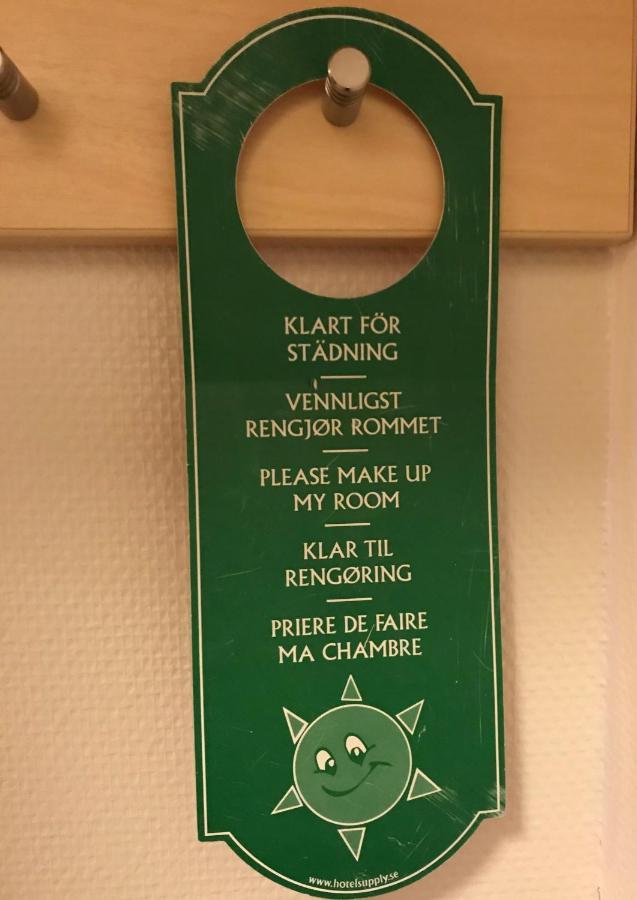 KLART FÖR
STÄDNING
VENNLIGST
RENGJØR ROMMET
PLEASE MAKE UP
MY ROOM
KLAR TIL
RENGØRING
PRIERE DE FAIRE
MA CHAMBRE
www.hotelsupply.se